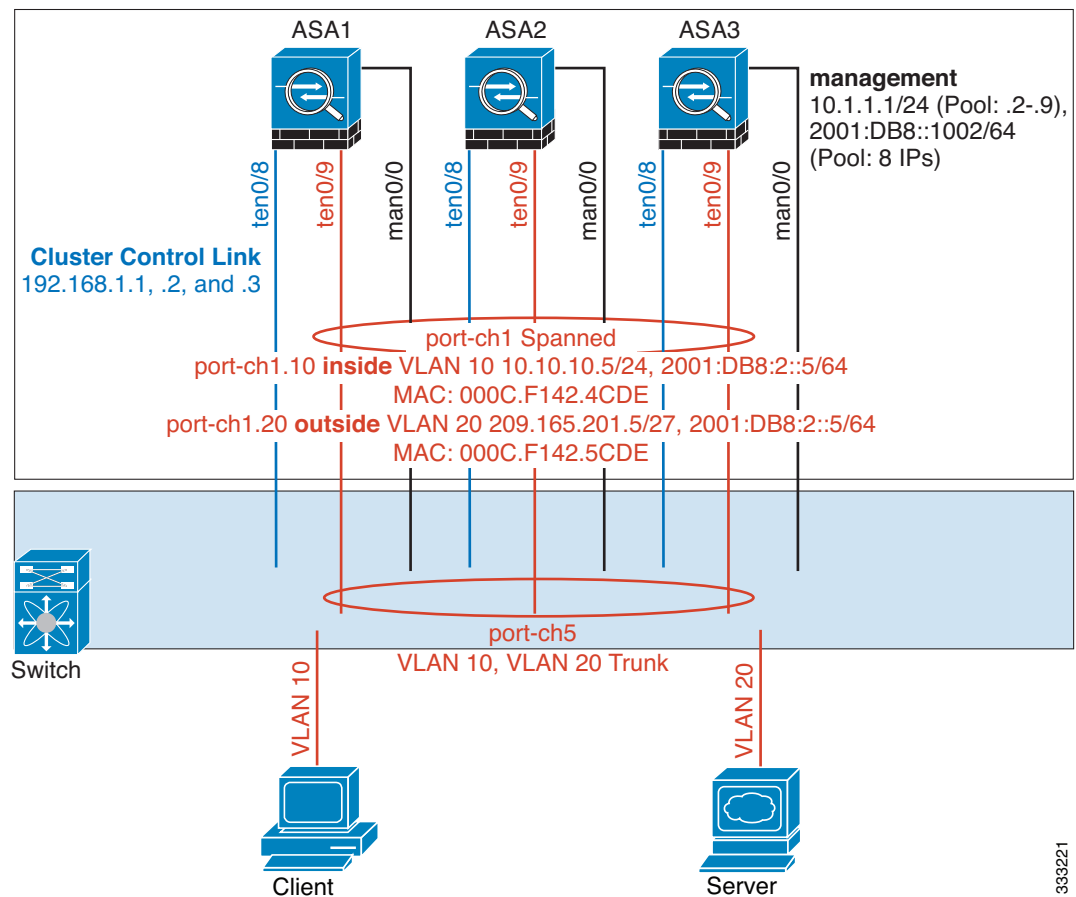 ASA1
ASA2
ASA3
management
10.1.1.1/24 (Pool: .2-.9),
2001:DB8::1002/64
(Pool: 8 IPs)
ten0/8
ten0/9
man0/0
ten0/8
ten0/9
man0/0
ten0/8
ten0/9
man0/0
Cluster Control Link
192.168.1.1, .2, and .3
port-ch1 Spanned
port-ch1.10 inside VLAN 10 10.10.10.5/24, 2001:DB8:2::5/64
MAC: 000C.F142.4CDE
port-ch1.20 outside VLAN 20 209.165.201.5/27, 2001:DB8:2::5/64
MAC: 000C.F142.5CDE
port-ch5
VLAN 10, VLAN 20 Trunk
Switch
VLAN 10
VLAN 20
Client
Server
333221